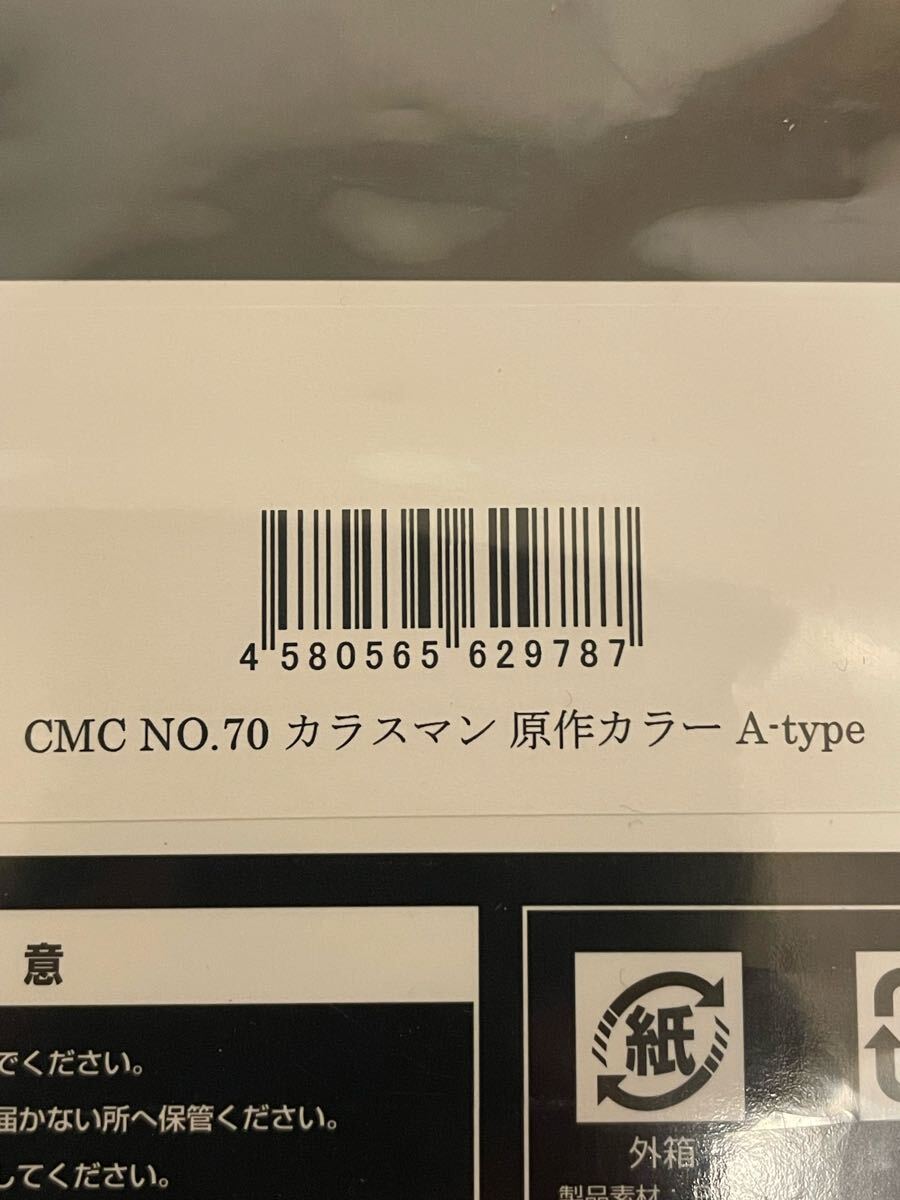 4 580565 629787
CMC NO.70 カラスマン 原作カラー A-type
意
でください。
届かない所へ保管ください。
してください。
紙
外箱
製品素材